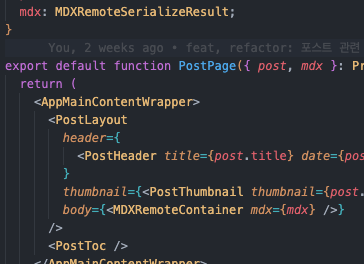 mdx: MDXRemoteSerializeResult;
}
You, 2 weeks ago • feat, refactor: 포스트 관련
export default function PostPage({ post, mdx }: Pr
return (
<AppMainContentWrapper>
<PostLayout
header={
<PostHeader title={post.title} date={pos
}
thumbnail={<PostThumbnail thumbnail={post.
body={<MDXRemoteContainer mdx={mdx} />}
/>
<PostToc />
</AppMainContentWrapper>